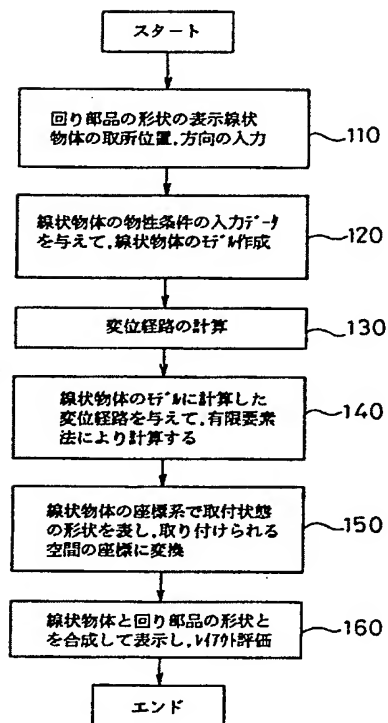 スタート
回り部品の形状の表示線状
物体の取所位置,方向の入力
110
線状物体の物性条件の入力データ
を与えて,線状物体のモデル作成
120
変位経路の計算
130
線状物体のモデルに計算した
変位経路を与えて,有限要素
法により計算する
140
線状物体の座標系で取付状態
の形状を表し,取り付けられる
空間の座標に変換
150
線状物体と回り部品の形状と
を合成して表示し,レイアウト評価
160
エンド